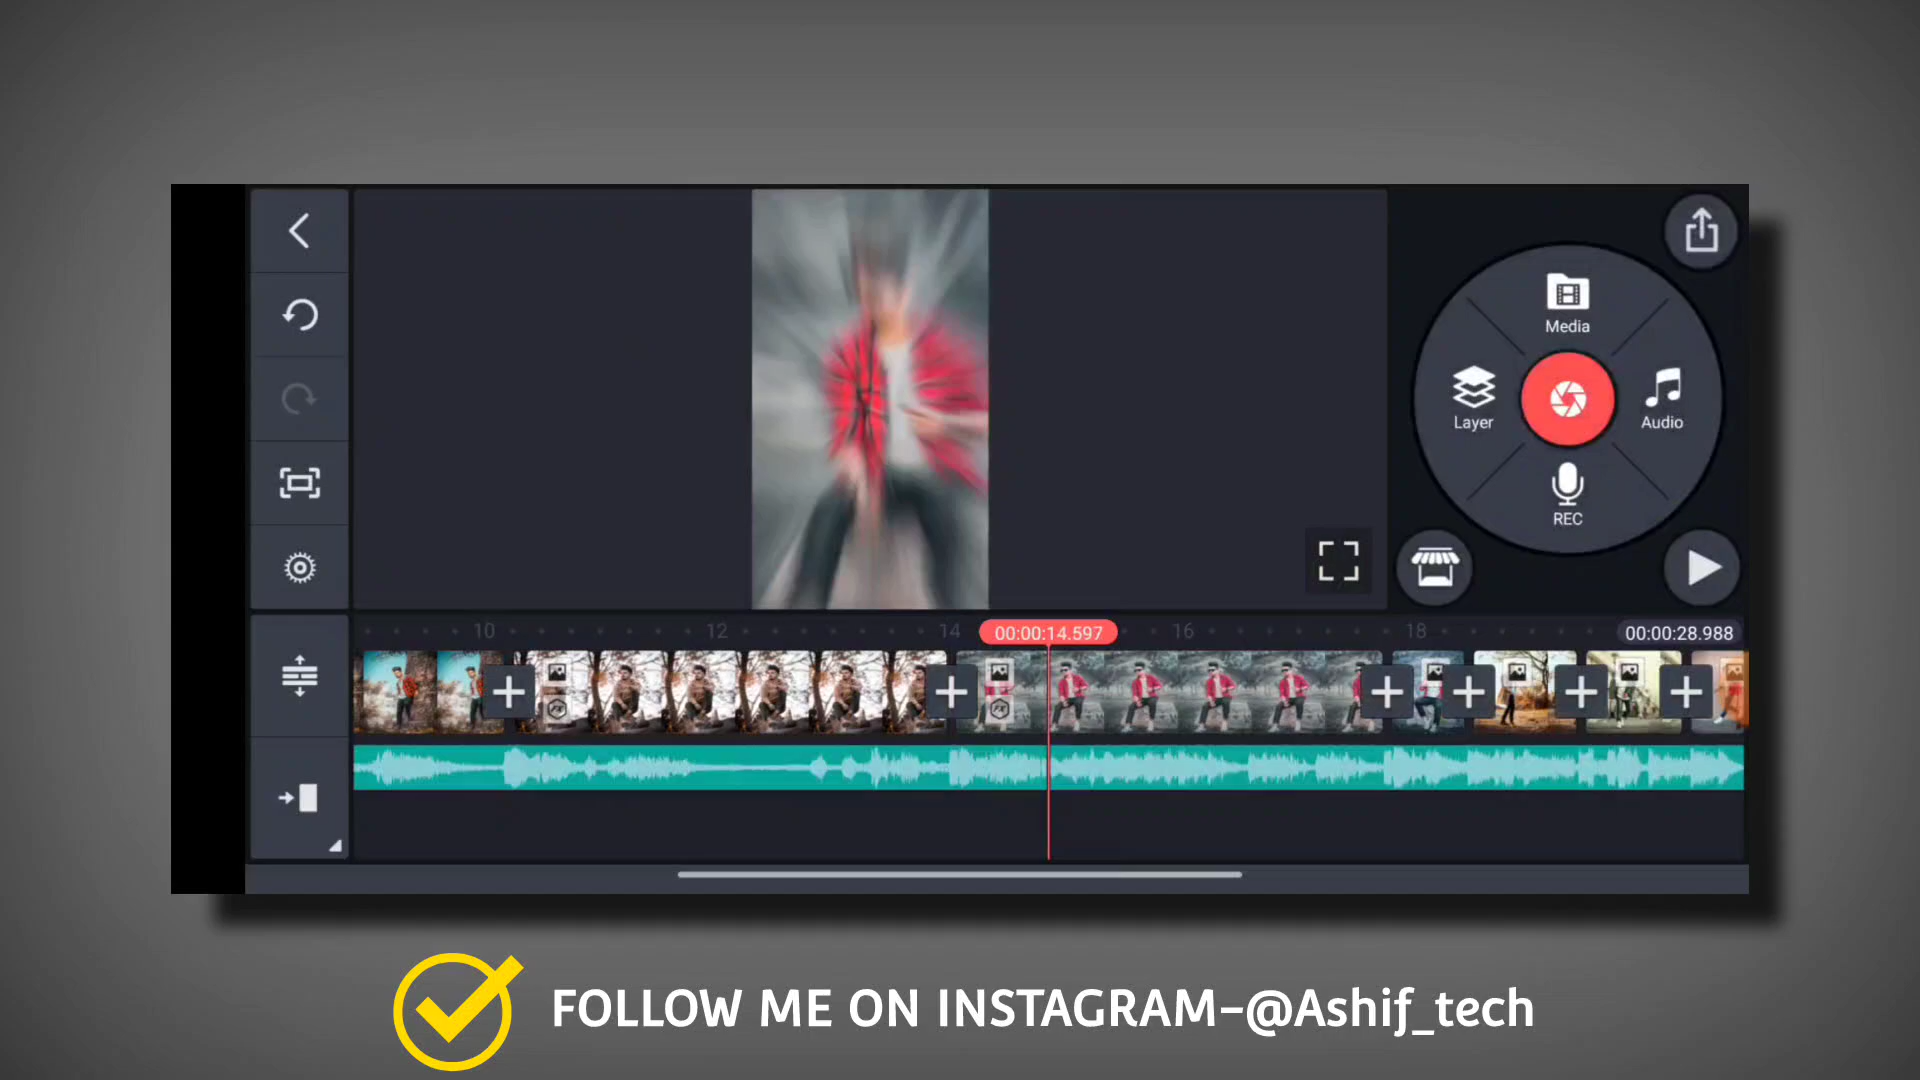 Media
Layer
Audio
REC
10
12
14
00:00:14.597
16
18
00:00:28.988
FOLLOW ME ON INSTAGRAM-@Ashif_tech